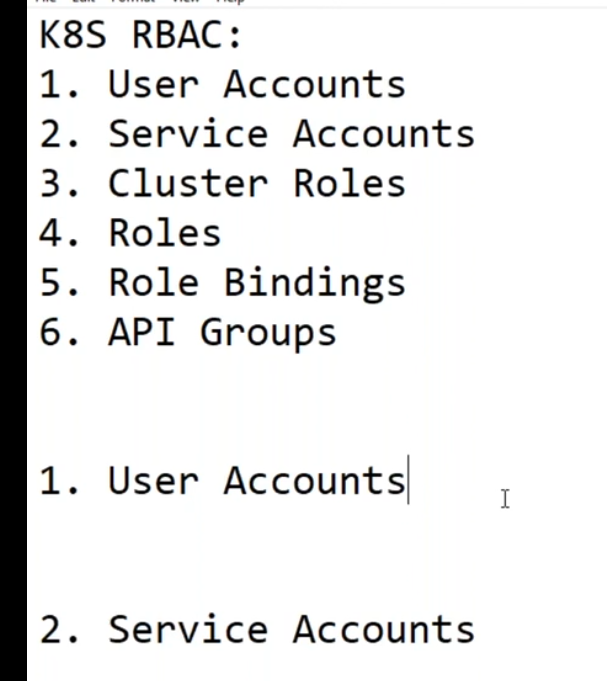 K8S RBAC:
1. User Accounts
2. Service Accounts
3. Cluster Roles
4. Roles
5. Role Bindings
6. API Groups
1. User Accounts
2. Service Accounts